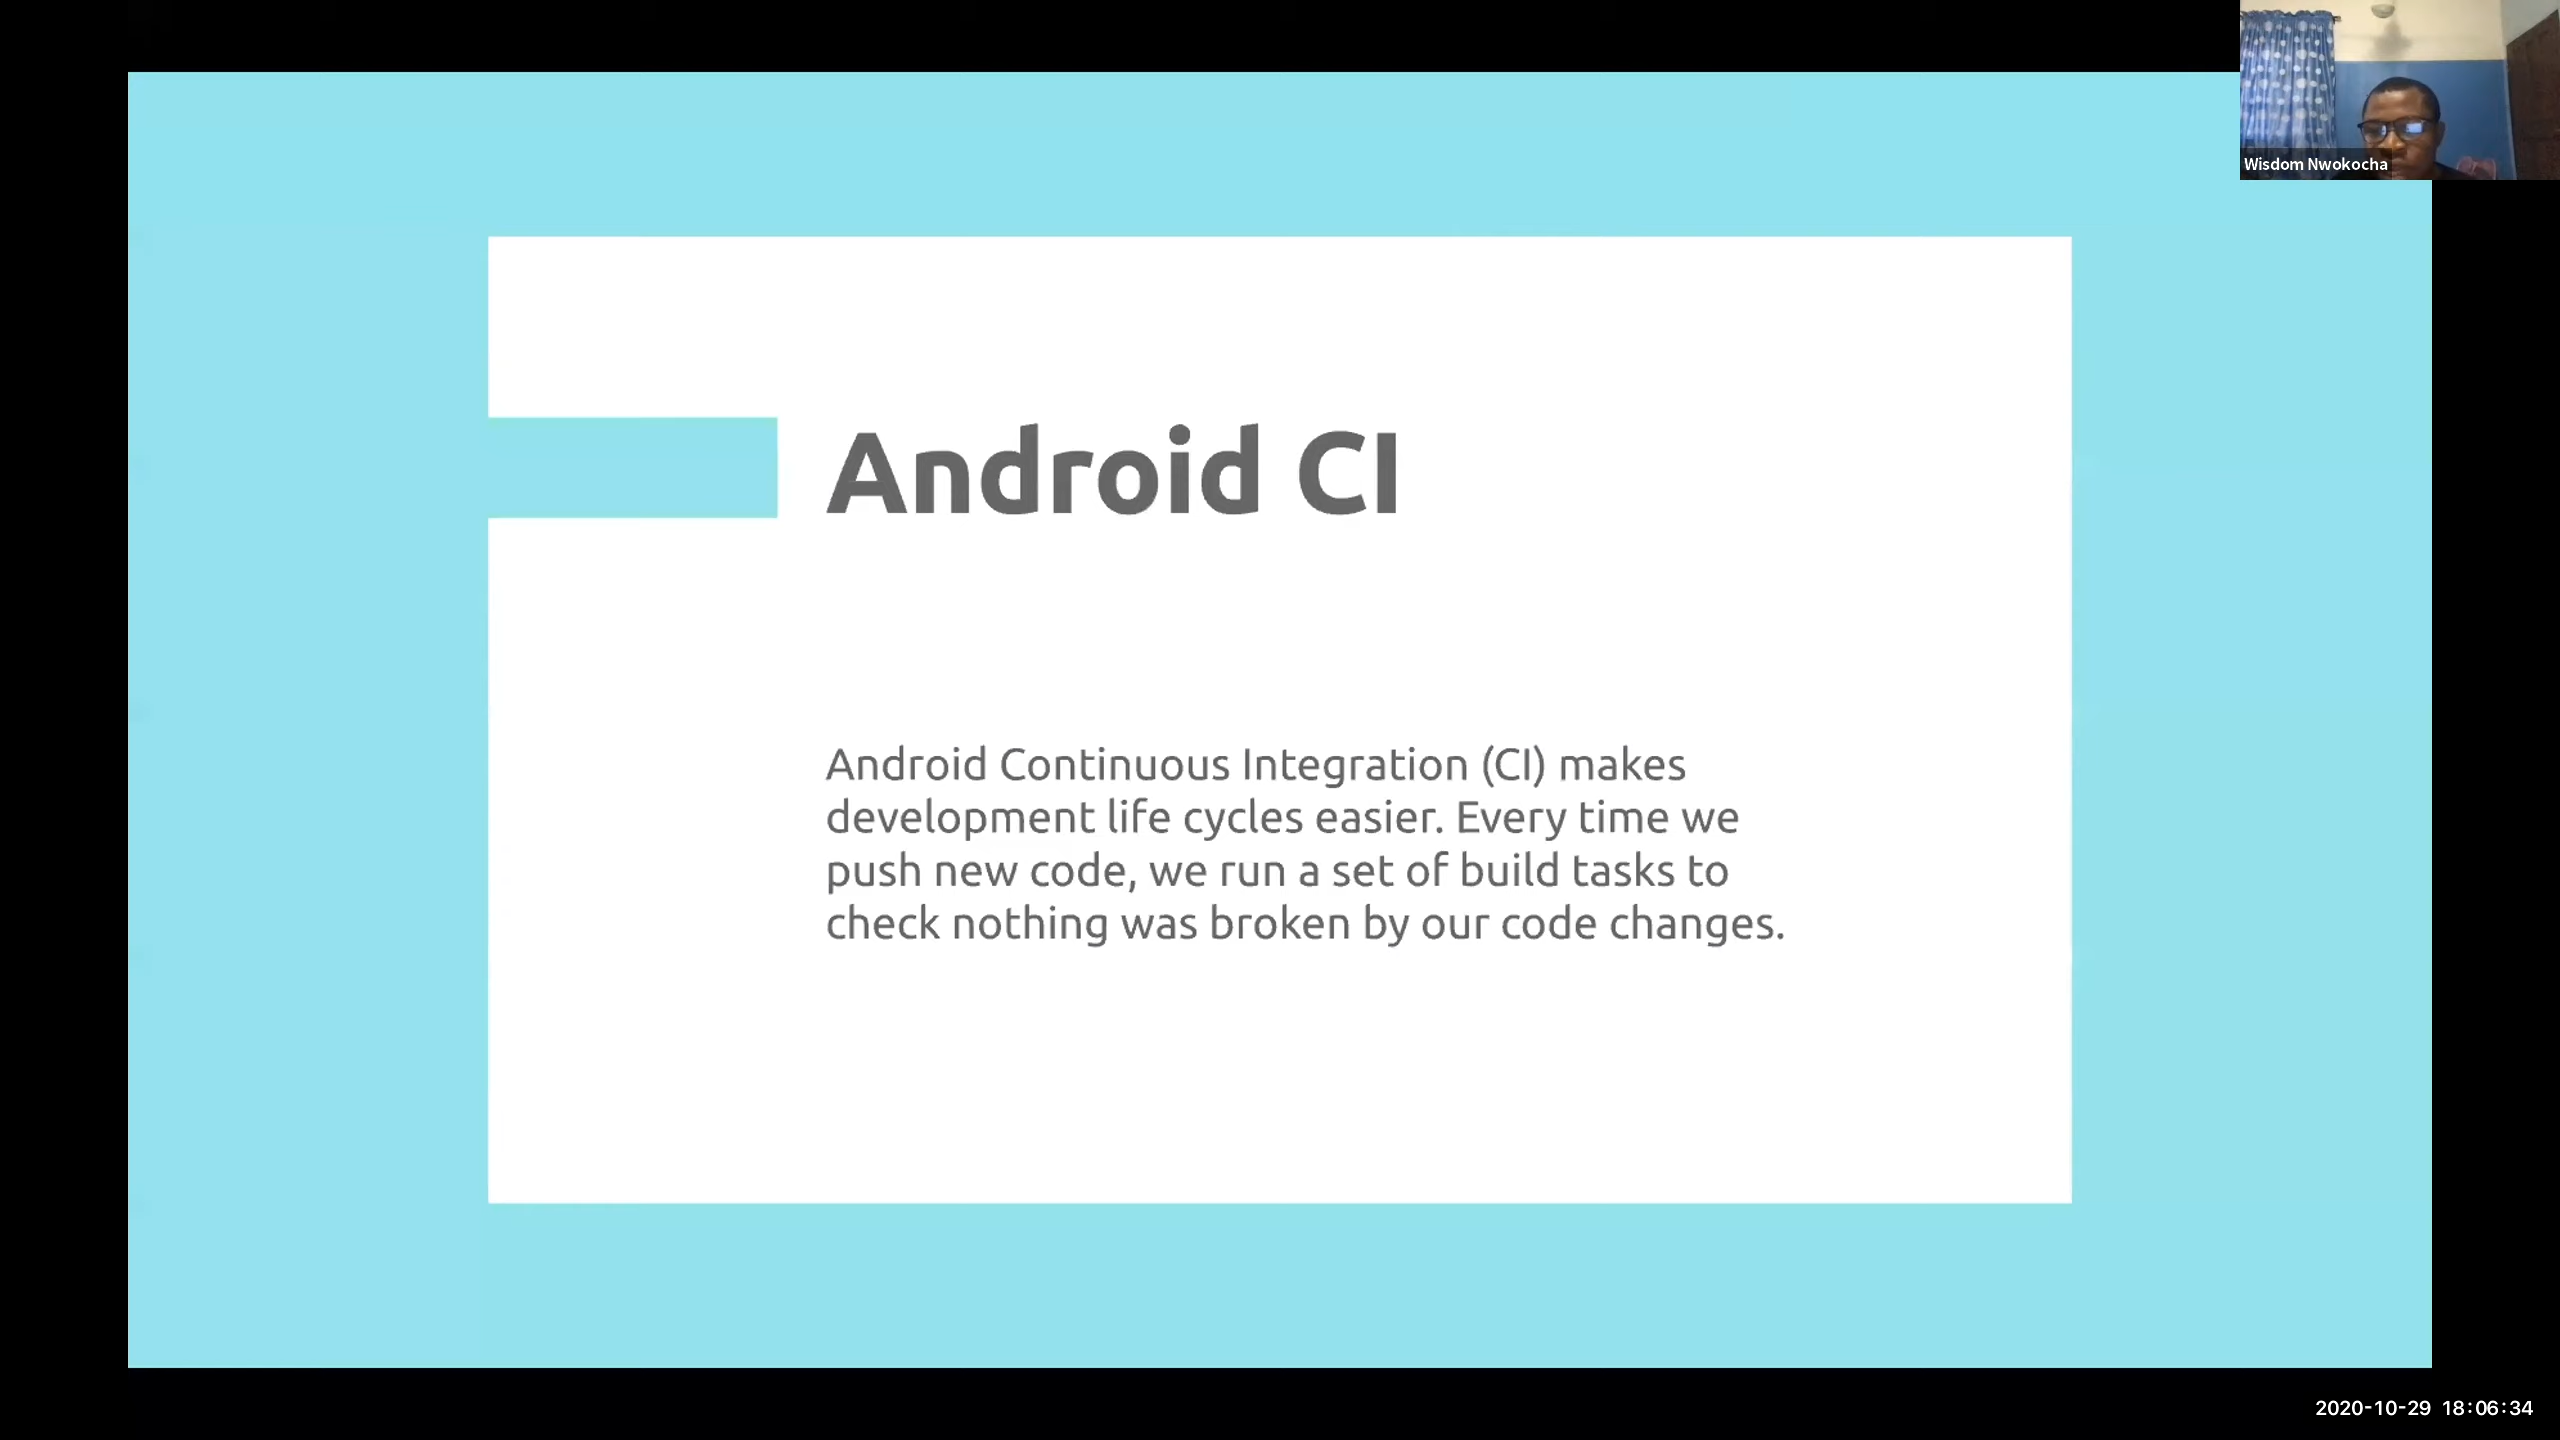 Wisdom Nwokocha
Android CI
Android Continuous Integration (CI) makes
development life cycles easier. Every time we
push new code, we run a set of build tasks to
check nothing was broken by our code changes.
2020-10-29 18:06:34